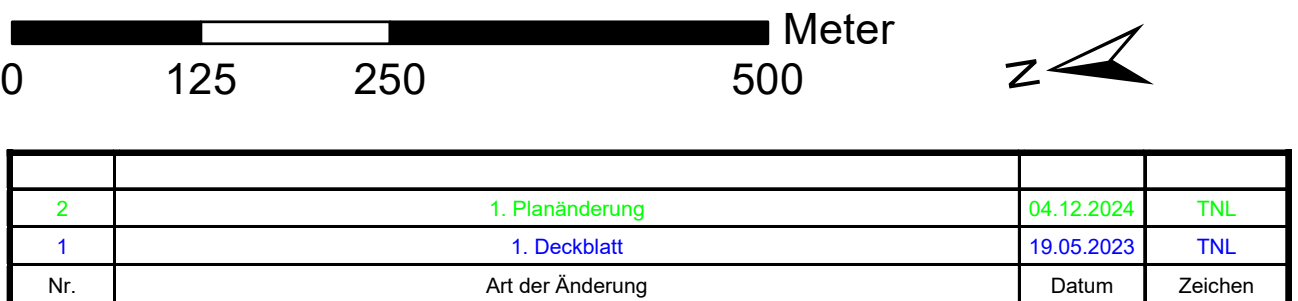 Meter
0 125 250 500
N
2 1. Planänderung 04.12.2024 TNL
1 1. Deckblatt 19.05.2023 TNL
Nr. Art der Änderung Datum Zeichen